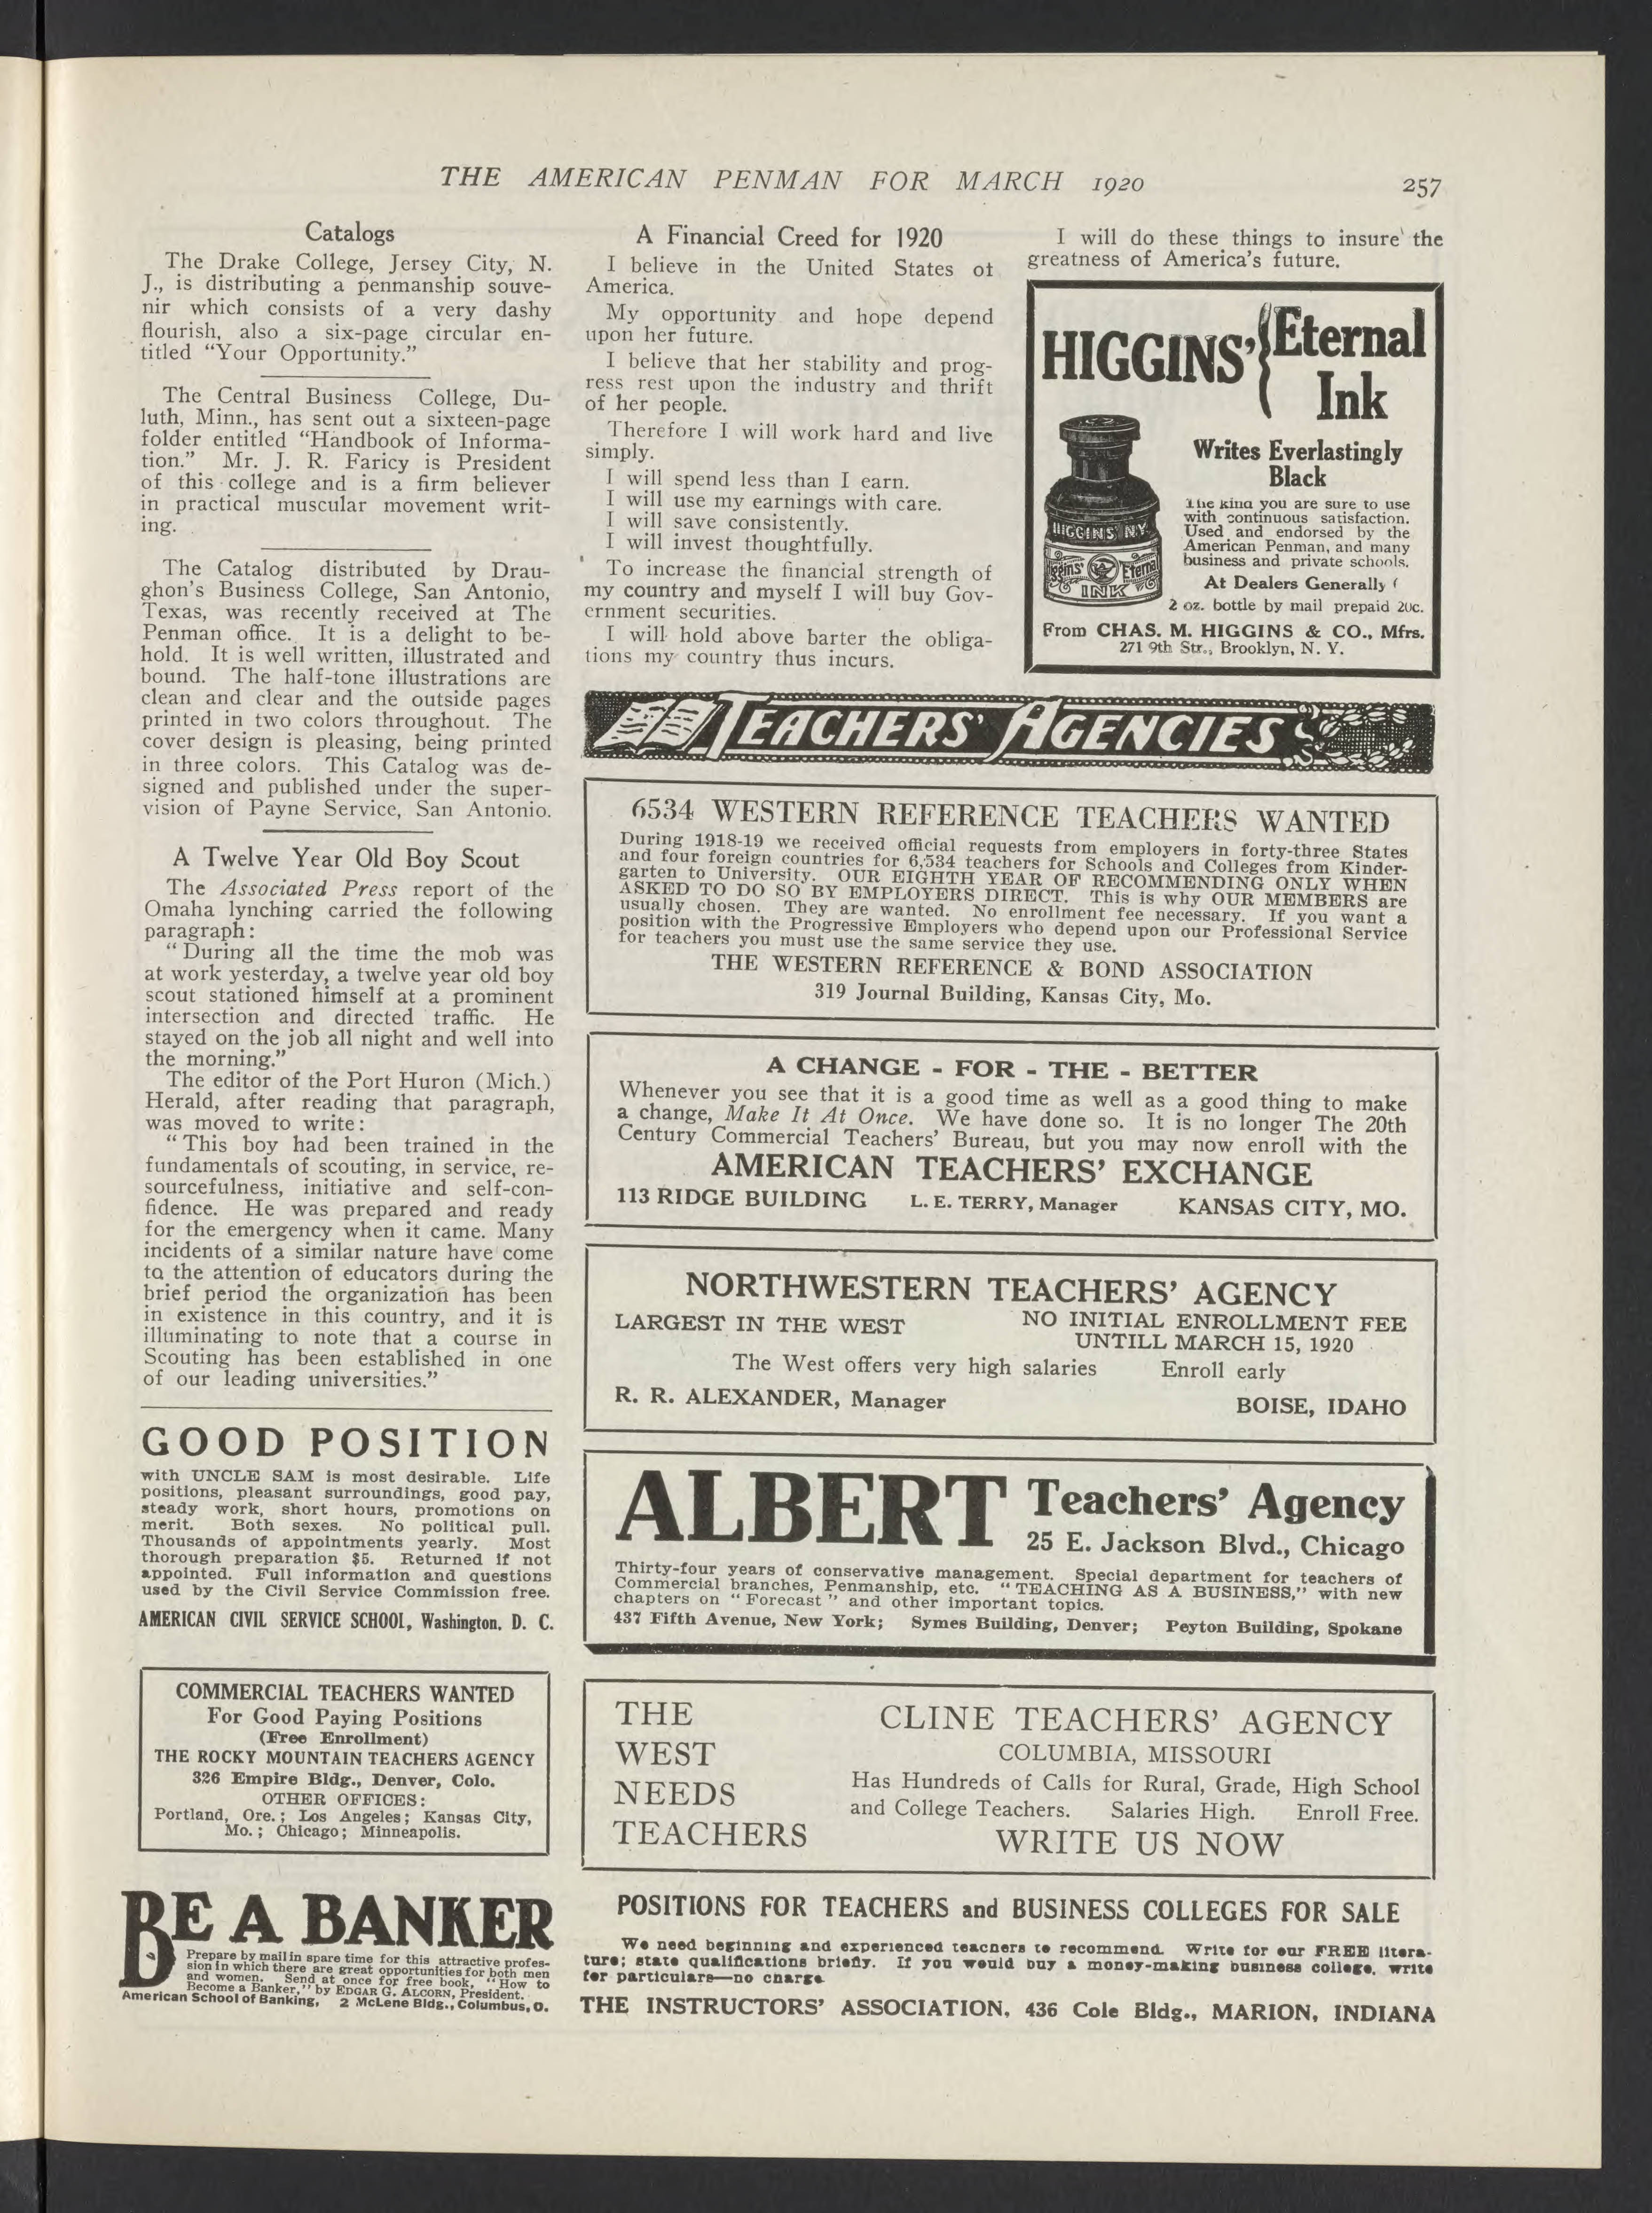 THE AMERICAN PENMAN FOR MARCH 1920
257
Catalogs
The Drake College, Jersey City, N.
J., is distributing a penmanship souve-
nir which consists of a very dashy
flourish, also a six-page circular en-
titled “Your Opportunity.”
The Central Business College, Du-
luth, Minn., has sent out a sixteen-page
folder entitled “Handbook of Informa-
tion.” Mr. J. R. Faricy is President
of this college and is a firm believer
in practical muscular movement writ-
ing.
The Catalog distributed by Drau-
ghon's Business College, San Antonio,
Texas, was recently received at The
Penman office. It is a delight to be-
hold. It is well written, illustrated and
bound. The half-tone illustrations are
clean and clear and the outside pages
printed in two colors throughout. The
cover design is pleasing, being printed
in three colors. This Catalog was de-
signed and published under the super-
vision of Payne Service, San Antonio.
A Twelve Year Old Boy Scout
The Associated Press report of the
Omaha lynching carried the following
paragraph:
“During all the time the mob was
at work yesterday, a twelve year old boy
scout stationed himself at a prominent
intersection and directed traffic. He
stayed on the job all night and well into
the morning.”
The editor of the Port Huron (Mich.)
Herald, after reading that paragraph,
was moved to write:
“This boy had been trained in the
fundamentals of scouting, in service, re-
sourcefulness, initiative and self-con-
fidence. He was prepared and ready
for the emergency when it came. Many
incidents of a similar nature have come
to the attention of educators during the
brief period the organization has been
in existence in this country, and it is
illuminating to note that a course in
Scouting has been established in one
of our leading universities.”
GOOD POSITION
with UNCLE SAM is most desirable. Life
positions, pleasant surroundings, good pay,
steady work, short hours, promotions on
merit. Both sexes. No political pull.
Thousands of appointments yearly. Most
thorough preparation $5. Returned if not
appointed. Full information and questions
used by the Civil Service Commission free.
AMERICAN CIVIL SERVICE SCHOOL, Washington, D. C.
COMMERCIAL TEACHERS WANTED
For Good Paying Positions
(Free Enrollment)
THE ROCKY MOUNTAIN TEACHERS AGENCY
326 Empire Bldg., Denver, Colo.
OTHER OFFICES:
Portland, Ore.; Los Angeles; Kansas City,
Mo.; Chicago; Minneapolis.
BE A BANKER
Prepare by mail in spare time for this attractive profes-
sion in which there are great opportunities for both men
and women. Send at once for free book, “How to
Become a Banker,” by EDGAR G. ALCORN, President.
American School of Banking, 2 McLene Bldg., Columbus, O.
A Financial Creed for 1920
I believe in the United States of
America.
My opportunity and hope depend
upon her future.
I believe that her stability and prog-
ress rest upon the industry and thrift
of her people.
Therefore I will work hard and live
simply.
I will spend less than I earn.
I will use my earnings with care.
I will save consistently.
I will invest thoughtfully.
To increase the financial strength of
my country and myself I will buy Gov-
ernment securities.
I will hold above barter the obliga-
tions my country thus incurs.
I will do these things to insure the
greatness of America's future.
HIGGINS' Eternal
Ink
Writes Everlastingly
Black
The kind you are sure to use
with continuous satisfaction.
Used and endorsed by the
American Penman, and many
business and private schools.
At Dealers Generally
2 oz. bottle by mail prepaid 20c.
From CHAS. M. HIGGINS & CO., Mfrs.
271 9th Str., Brooklyn, N. Y.
HIGGINS' N.Y.
Higgins' Eternal
INK
TEACHERS' AGENCIES
6534 WESTERN REFERENCE TEACHERS WANTED
During 1918-19 we received official requests from employers in forty-three States
and four foreign countries for 6,534 teachers for Schools and Colleges from Kinder-
garten to University. OUR EIGHTH YEAR OF RECOMMENDING ONLY WHEN
ASKED TO DO SO BY EMPLOYERS DIRECT. This is why OUR MEMBERS are
usually chosen. They are wanted. No enrollment fee necessary. If you want a
position with the Progressive Employers who depend upon our Professional Service
for teachers you must use the same service they use.
THE WESTERN REFERENCE & BOND ASSOCIATION
319 Journal Building, Kansas City, Mo.
A CHANGE - FOR - THE - BETTER
Whenever you see that it is a good time as well as a good thing to make
a change, Make It At Once. We have done so. It is no longer The 20th
Century Commercial Teachers' Bureau, but you may now enroll with the
AMERICAN TEACHERS' EXCHANGE
113 RIDGE BUILDING L. E. TERRY, Manager KANSAS CITY, MO.
NORTHWESTERN TEACHERS' AGENCY
LARGEST IN THE WEST NO INITIAL ENROLLMENT FEE
UNTILL MARCH 15, 1920
The West offers very high salaries Enroll early
R. R. ALEXANDER, Manager BOISE, IDAHO
ALBERT Teachers' Agency
25 E. Jackson Blvd., Chicago
Thirty-four years of conservative management. Special department for teachers of
Commercial branches, Penmanship, etc. “TEACHING AS A BUSINESS,” with new
chapters on “Forecast” and other important topics.
437 Fifth Avenue, New York; Symes Building, Denver; Peyton Building, Spokane
THE
WEST
NEEDS
TEACHERS
CLINE TEACHERS' AGENCY
COLUMBIA, MISSOURI
Has Hundreds of Calls for Rural, Grade, High School
and College Teachers. Salaries High. Enroll Free.
WRITE US NOW
POSITIONS FOR TEACHERS and BUSINESS COLLEGES FOR SALE
We need beginning and experienced teachers to recommend. Write for our FREE litera-
ture; state qualifications briefly. If you would buy a money-making business college, write
for particulars—no charge
THE INSTRUCTORS' ASSOCIATION, 436 Cole Bldg., MARION, INDIANA